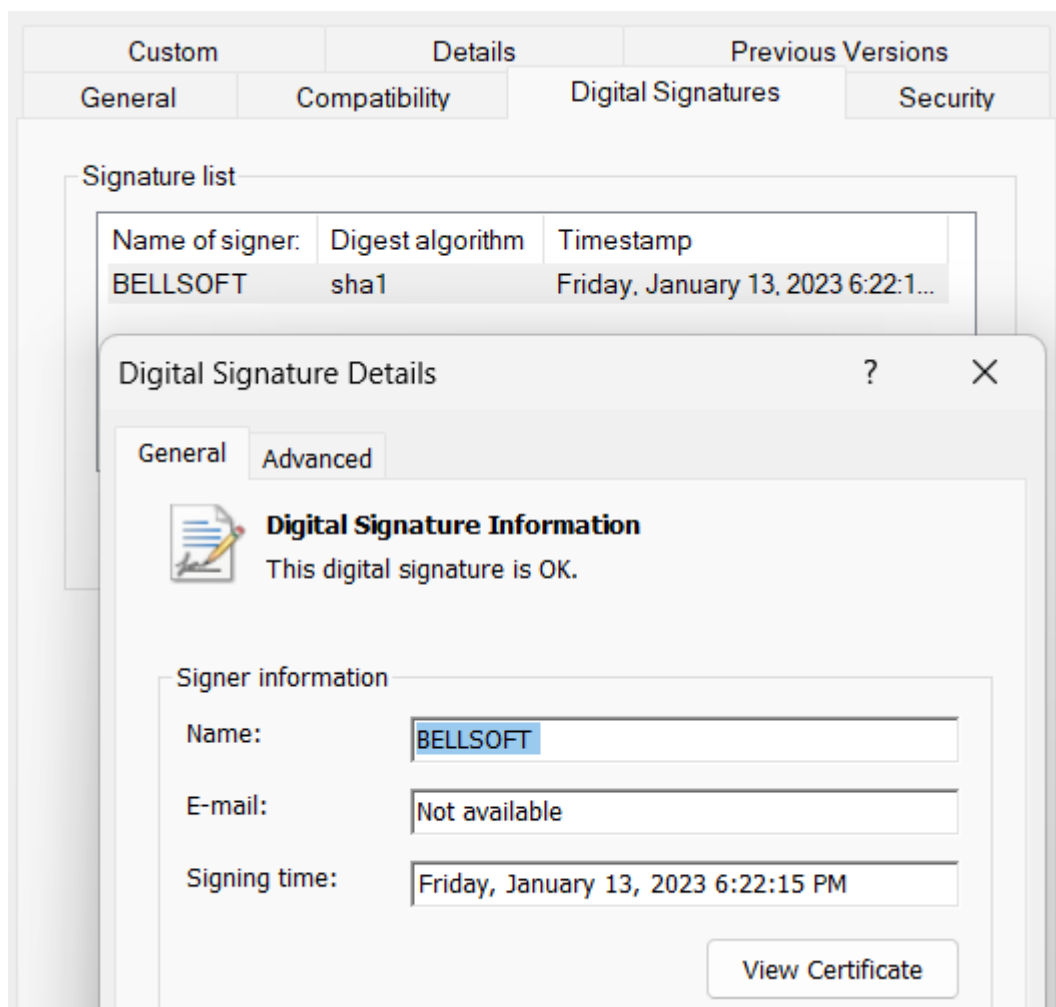 Custom Details Previous Versions
General Compatibility Digital Signatures Security
Signature list
Name of signer: Digest algorithm Timestamp
BELLSOFT sha1 Friday, January 13, 2023 6:22:1...
Digital Signature Details ?
General Advanced
Digital Signature Information
This digital signature is OK.
Signer information
Name: BELLSOFT
E-mail: Not available
Signing time: Friday, January 13, 2023 6:22:15 PM
View Certificate